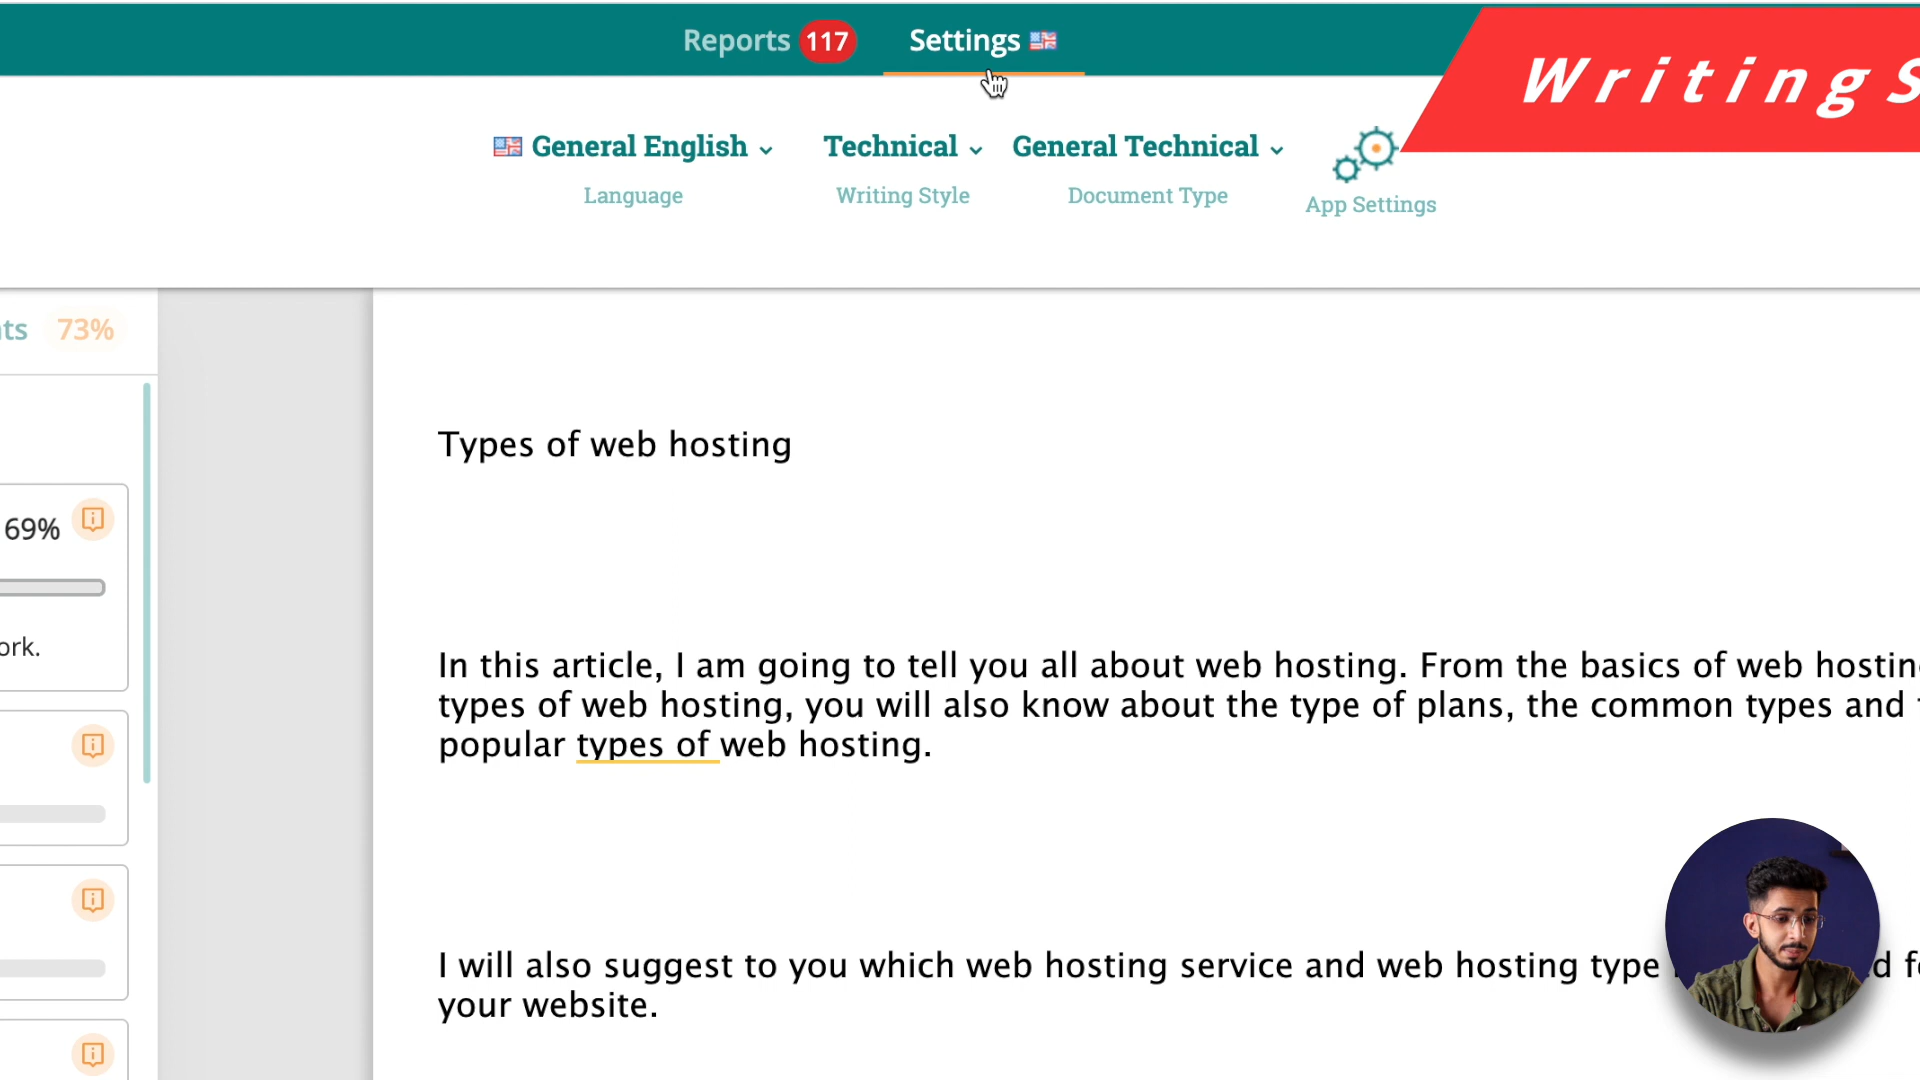 Reports 117 Settings
Writing
General English Technical General Technical
Language Writing Style Document Type App Settings
73%
Types of web hosting
69%
In this article, I am going to tell you all about web hosting. From the basics of web
types of web hosting, you will also know about the type of plans, the common types and
popular types of web hosting.
I will also suggest to you which web hosting service and web hosting type
your website.